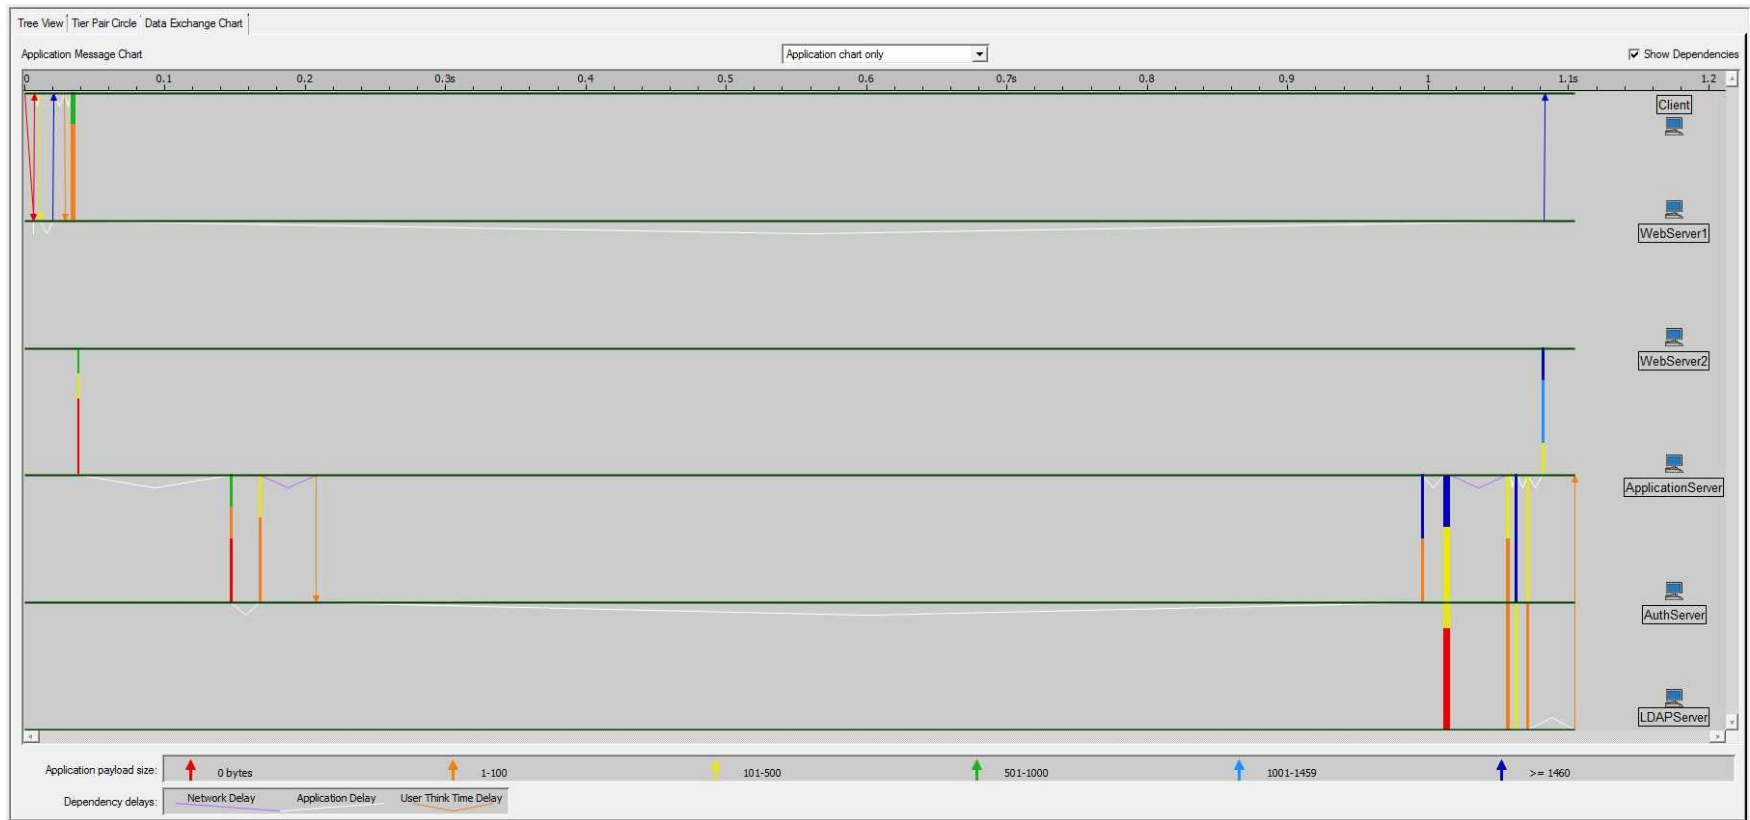 Tree View Tier Pair Circle Data Exchange Chart
Application Message Chart Application chart only Show Dependencies
0 0.1 0.2 0.3s 0.4 0.5 0.6 0.7s 0.8 0.9 1 1.1s 1.2
Client
WebServer1
WebServer2
ApplicationServer
AuthServer
LDAPServer
Application payload size: 0 bytes 1-100 101-500 501-1000 1001-1459 >= 1460
Dependency delays: Network Delay Application Delay User Think Time Delay